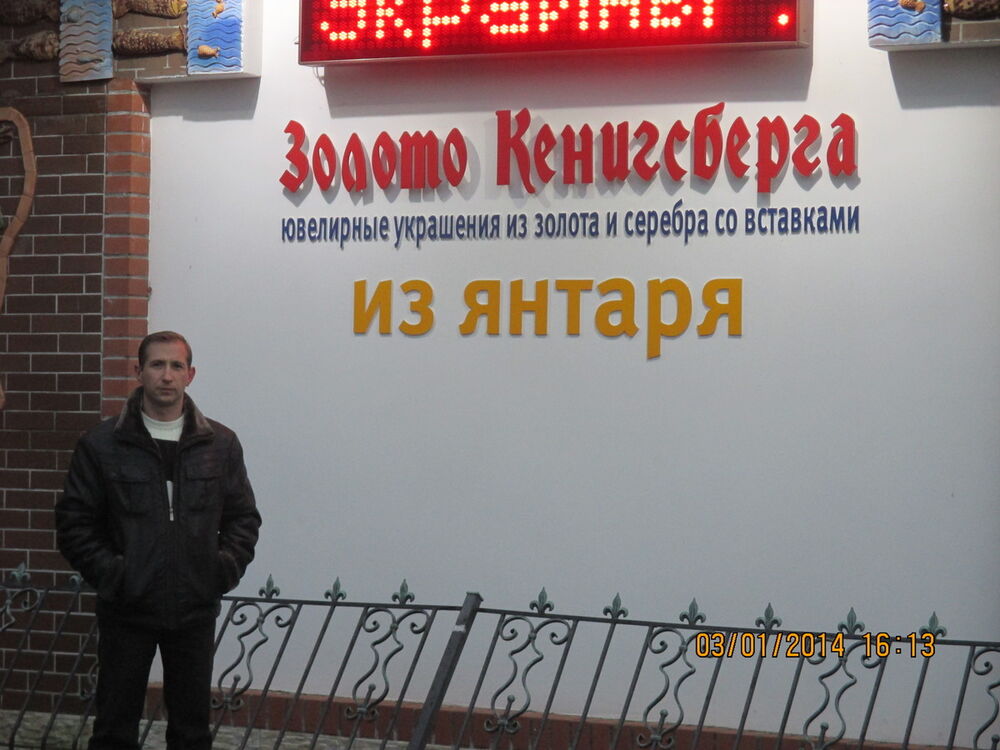 Золото Кенигсберга
ювелирные украшения из золота и серебра со вставками
из янтаря
03/01/2014 16:13